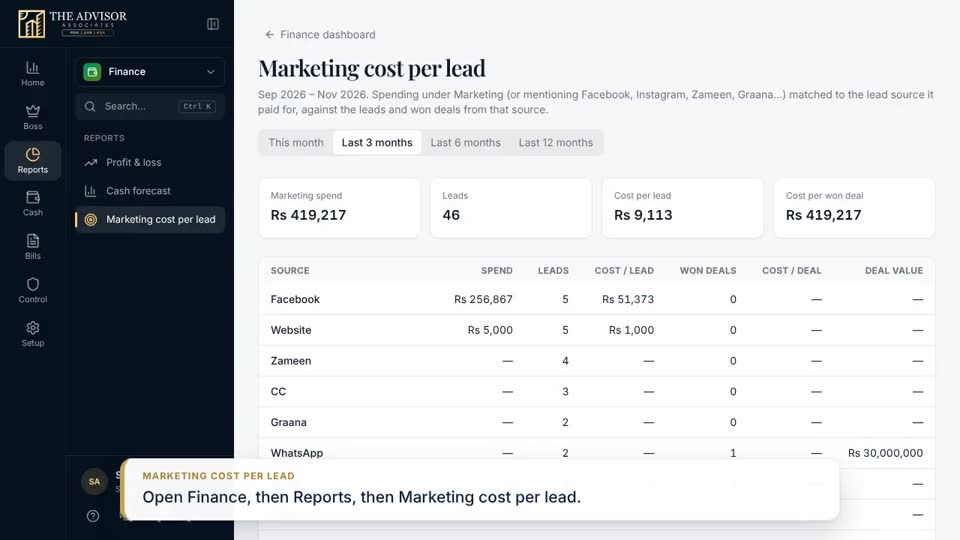 THE ADVISOR
ASSOCIATES
PAK | UAE | KSA
Home
Boss
Reports
Cash
Bills
Control
Setup
Finance
Search...
Ctrl K
REPORTS
Profit & loss
Cash forecast
Marketing cost per lead
SA
Finance dashboard
Marketing cost per lead
Sep 2026 – Nov 2026. Spending under Marketing (or mentioning Facebook, Instagram, Zameen, Graana...) matched to the lead source it
paid for, against the leads and won deals from that source.
This month Last 3 months Last 6 months Last 12 months
Marketing spend
Rs 419,217
Leads
46
Cost per lead
Rs 9,113
Cost per won deal
Rs 419,217
SOURCE SPEND LEADS COST / LEAD WON DEALS COST / DEAL DEAL VALUE
Facebook Rs 256,867 5 Rs 51,373 0 — —
Website Rs 5,000 5 Rs 1,000 0 — —
Zameen — 4 — 0 — —
CC — 3 — 0 — —
Graana — 2 — 0 — —
WhatsApp — 2 — 1 — Rs 30,000,000
—
—
MARKETING COST PER LEAD
Open Finance, then Reports, then Marketing cost per lead.